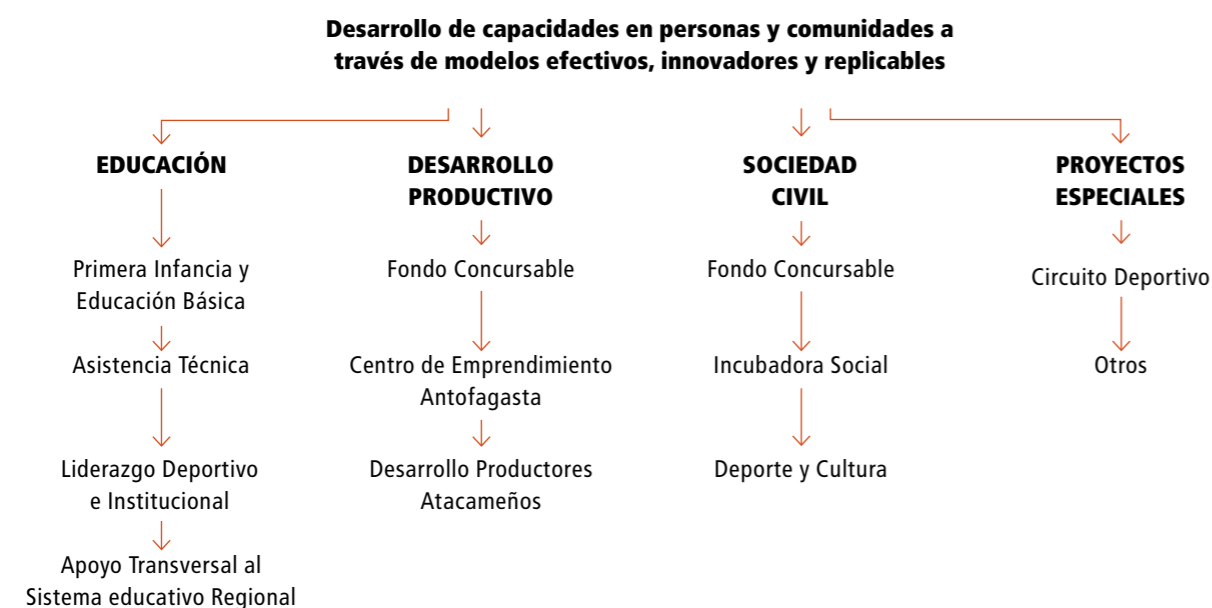 Desarrollo de capacidades en personas y comunidades a
través de modelos efectivos, innovadores y replicables
EDUCACIÓN
Primera Infancia y
Educación Básica
Asistencia Técnica
Liderazgo Deportivo
e Institucional
Apoyo Transversal al
Sistema educativo Regional
DESARROLLO
PRODUCTIVO
Fondo Concursable
Centro de Emprendimiento
Antofagasta
Desarrollo Productores
Atacameños
SOCIEDAD
CIVIL
Fondo Concursable
Incubadora Social
Deporte y Cultura
PROYECTOS
ESPECIALES
Circuito Deportivo
Otros